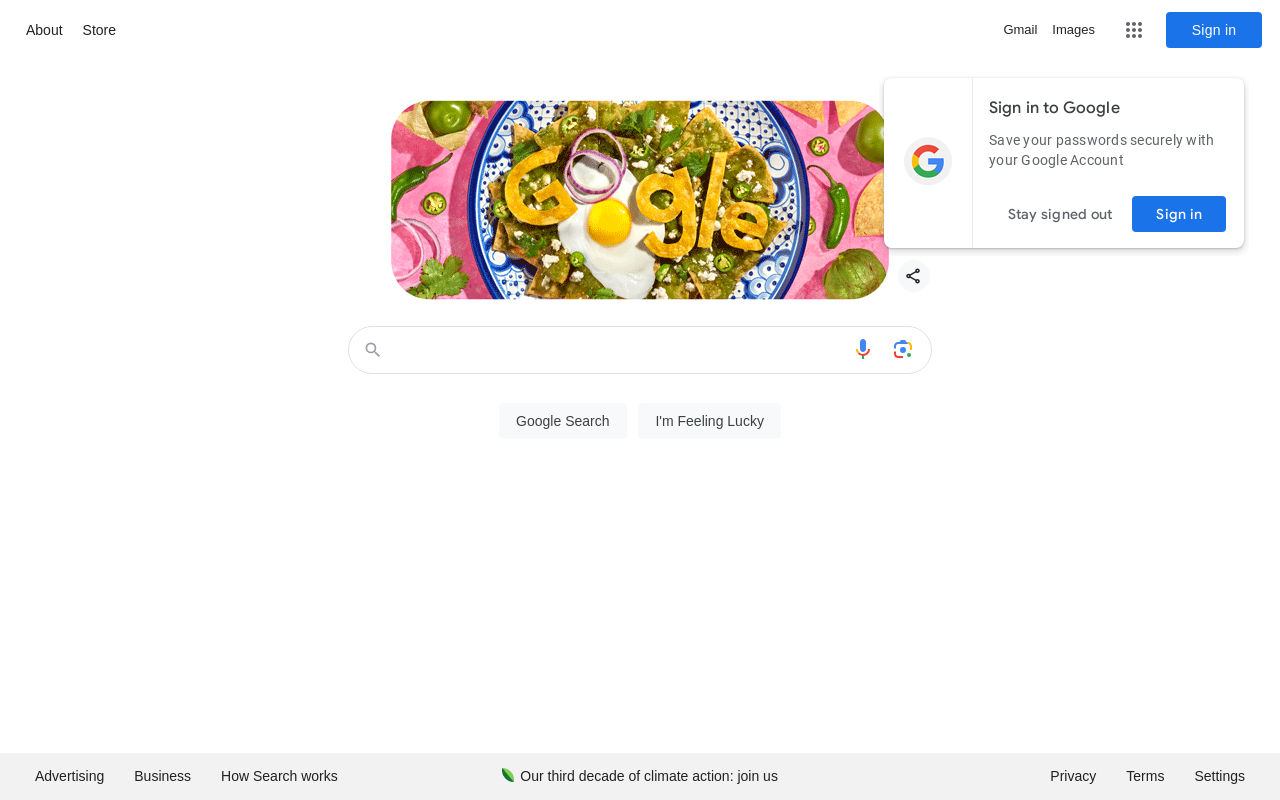 About Store
Gmail Images
Sign in
Google
Sign in to Google
Save your passwords securely with
your Google Account
Stay signed out
Sign in
Google Search
I'm Feeling Lucky
Advertising Business How Search works
Our third decade of climate action: join us
Privacy Terms Settings